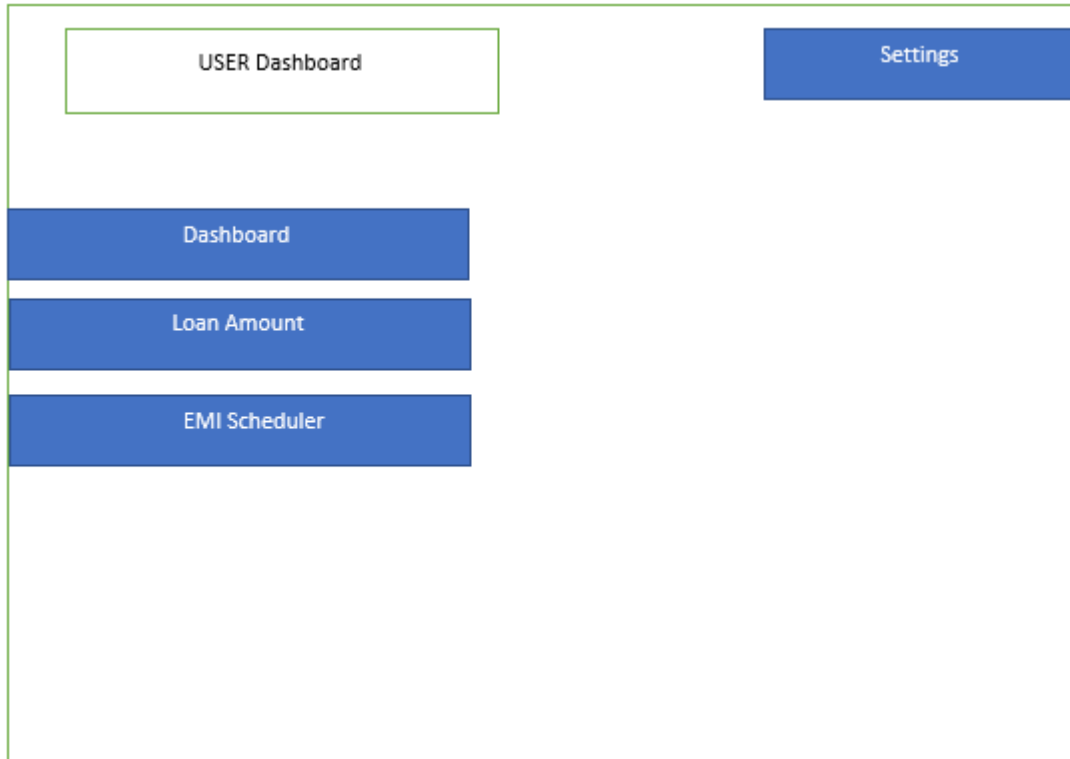 USER Dashboard
Settings
Dashboard
Loan Amount
EMI Scheduler